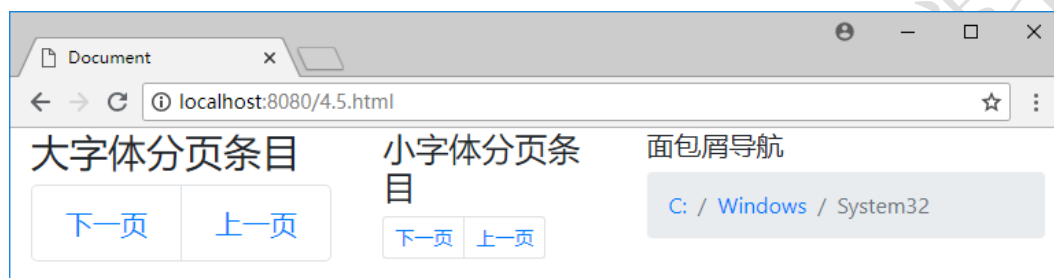 Document
localhost:8080/4.5.html
大字体分页条目
下一页 上一页
小字体分页条
目
下一页 上一页
面包屑导航
C: / Windows / System32